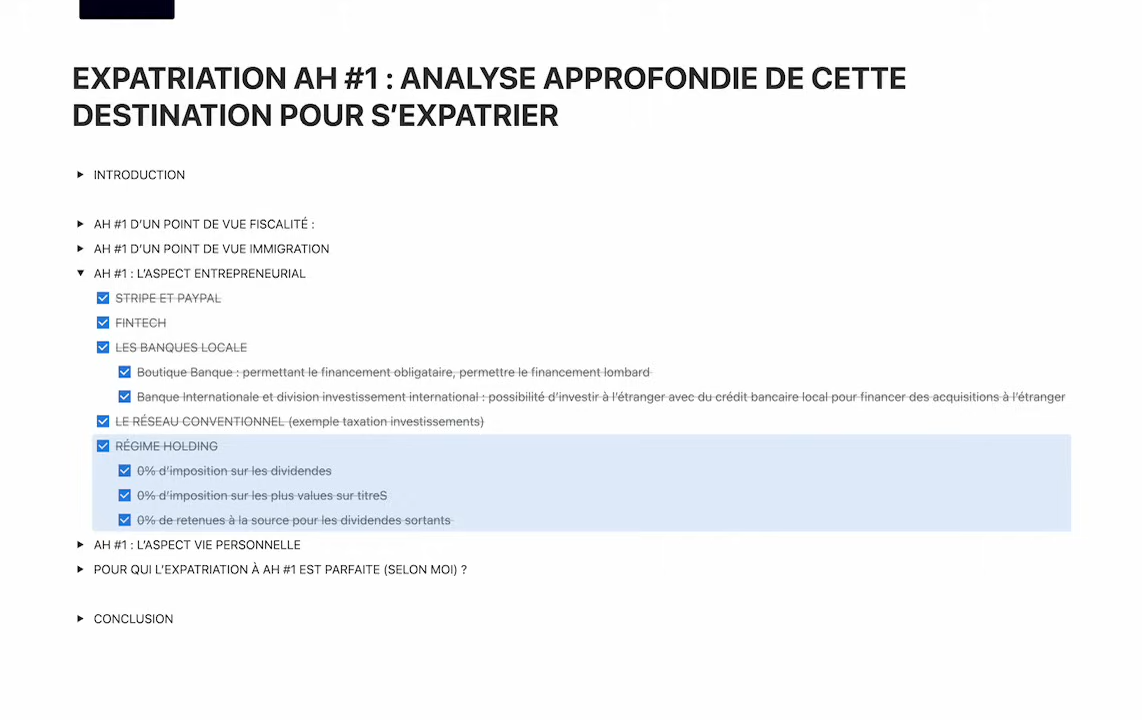 EXPATRIATION AH #1 : ANALYSE APPROFONDIE DE CETTE
DESTINATION POUR S'EXPATRIER
INTRODUCTION
AH #1 D'UN POINT DE VUE FISCALITÉ :
AH #1 D'UN POINT DE VUE IMMIGRATION
AH #1 : L'ASPECT ENTREPRENEURIAL
STRIPE ET PAYPAL
FINTECH
LES BANQUES LOCALE
Boutique Banque : permettant le financement obligataire, permettre le financement lombard
Banque Internationale et division investissement international : possibilité d'investir à l'étranger avec du crédit bancaire local pour financer des acquisitions à l'étranger
LE RÉSEAU CONVENTIONNEL (exemple taxation investissements)
RÉGIME HOLDING
0% d'imposition sur les dividendes
0% d'imposition sur les plus values sur titreS
0% de retenues à la source pour les dividendes sortants
AH #1 : L'ASPECT VIE PERSONNELLE
POUR QUI L'EXPATRIATION À AH #1 EST PARFAITE (SELON MOI) ?
CONCLUSION